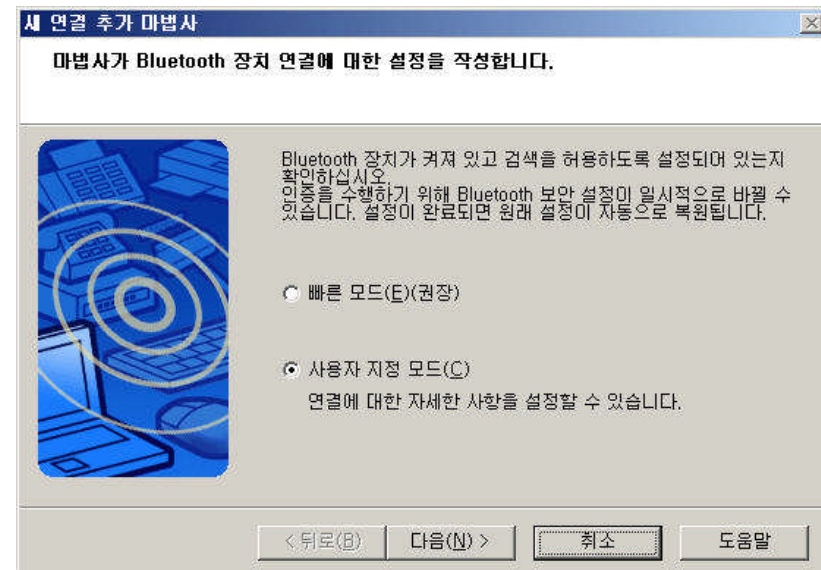 새 연결 추가 마법사
마법사가 Bluetooth 장치 연결에 대한 설정을 작성합니다.
Bluetooth 장치가 켜져 있고 검색을 허용하도록 설정되어 있는지
확인하십시오.
인증을 수행하기 위해 Bluetooth 보안 설정이 일시적으로 바뀔 수
있습니다. 설정이 완료되면 원래 설정이 자동으로 복원됩니다.
빠른 모드(E)(권장)
사용자 지정 모드(C)
연결에 대한 자세한 사항을 설정할 수 있습니다.
< 뒤로(B) 다음(N) > 취소 도움말